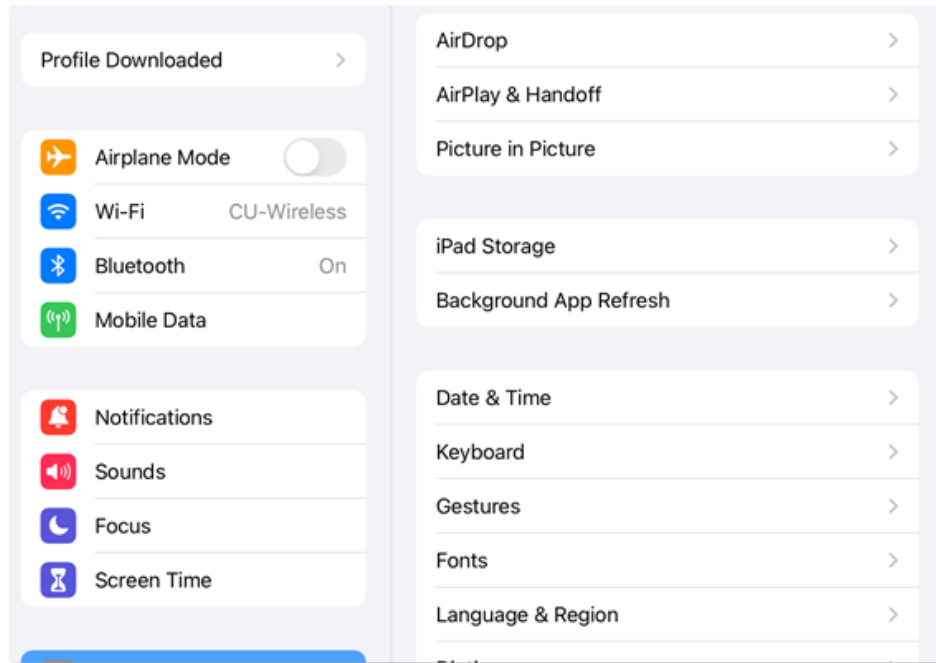 Profile Downloaded
Airplane Mode
Wi-Fi CU-Wireless
Bluetooth On
Mobile Data
Notifications
Sounds
Focus
Screen Time
AirDrop
AirPlay & Handoff
Picture in Picture
iPad Storage
Background App Refresh
Date & Time
Keyboard
Gestures
Fonts
Language & Region